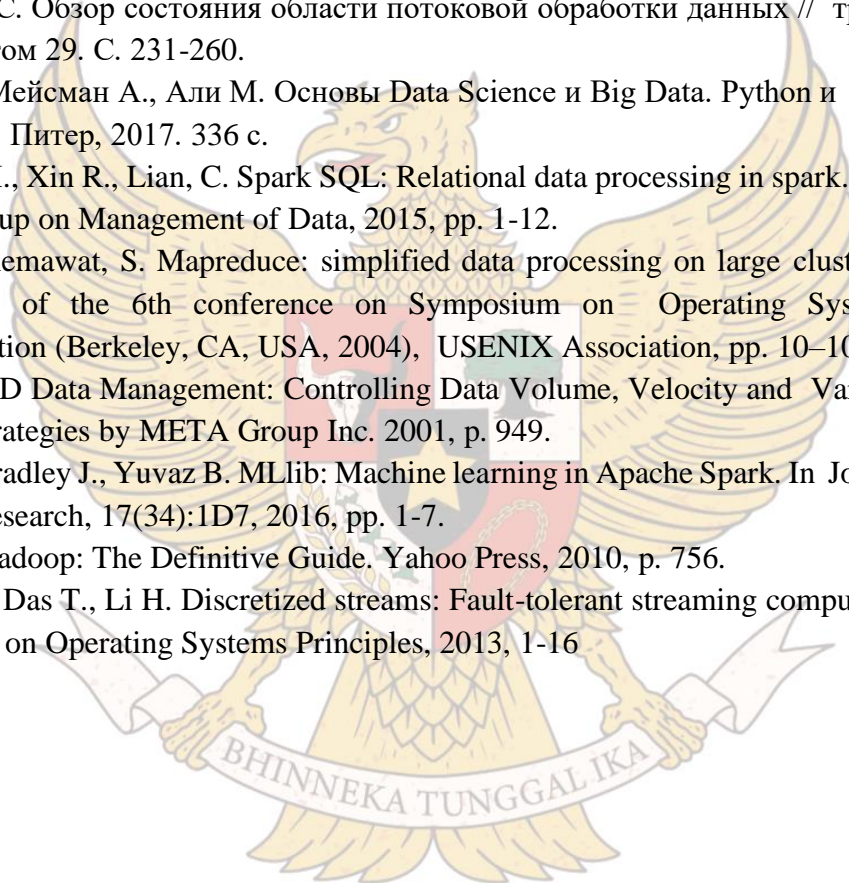 С. Обзор состояния области потоковой обработки данных // тр
том 29. С. 231-260.
Мейсман А., Али М. Основы Data Science и Big Data. Python и
Питер, 2017. 336 с.
I., Xin R., Lian, C. Spark SQL: Relational data processing in spark.
up on Management of Data, 2015, pp. 1-12.
emawat, S. Mapreduce: simplified data processing on large clust
of the 6th conference on Symposium on Operating Sys
tion (Berkeley, CA, USA, 2004), USENIX Association, pp. 10–10
D Data Management: Controlling Data Volume, Velocity and Va
rategies by META Group Inc. 2001, p. 949.
radley J., Yuvaz B. MLlib: Machine learning in Apache Spark. In Jo
esearch, 17(34):1D7, 2016, pp. 1-7.
adoop: The Definitive Guide. Yahoo Press, 2010, p. 756.
Das T., Li H. Discretized streams: Fault-tolerant streaming compu
on Operating Systems Principles, 2013, 1-16
BHINNEKA TUNGGAL IKA